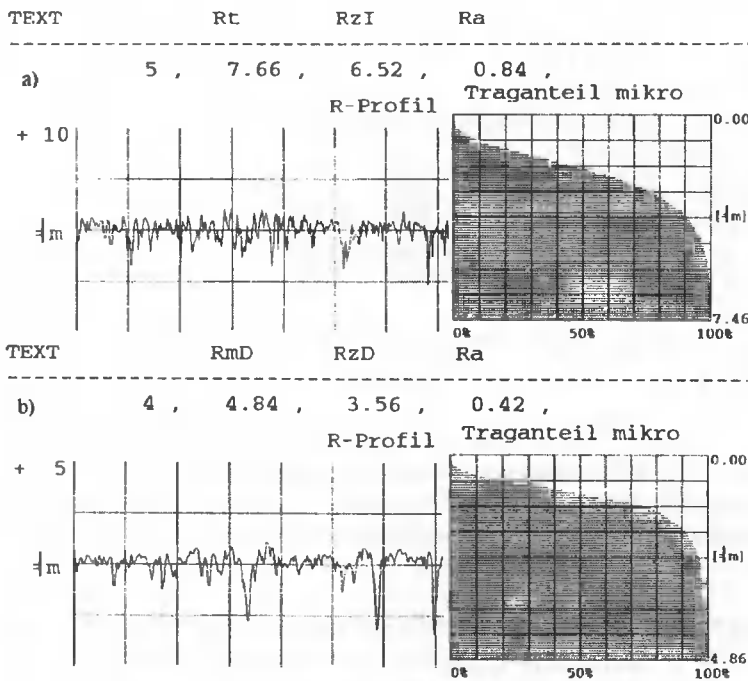 TEXT Rt RzI Ra
a) 5 , 7.66 , 6.52 , 0.84 ,
R-Profil Traganteil mikro
+ 10 0.00
m [m]
7.46
0% 50% 100%
TEXT RmD RzD Ra
b) 4 , 4.84 , 3.56 , 0.42 ,
R-Profil Traganteil mikro
+ 5 0.00
m [m]
4.86
0% 50% 100%